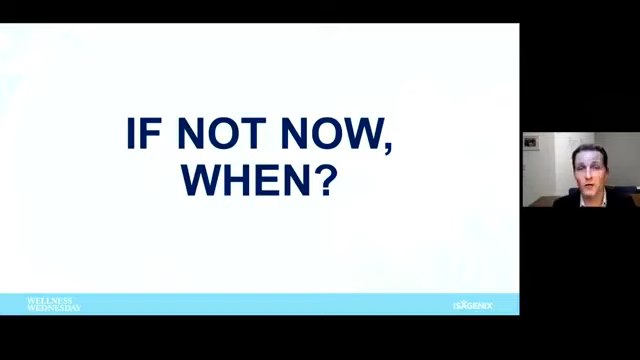 IF NOT NOW,
WHEN?
WELLNESS
WEDNESDAY
ISAGENIX